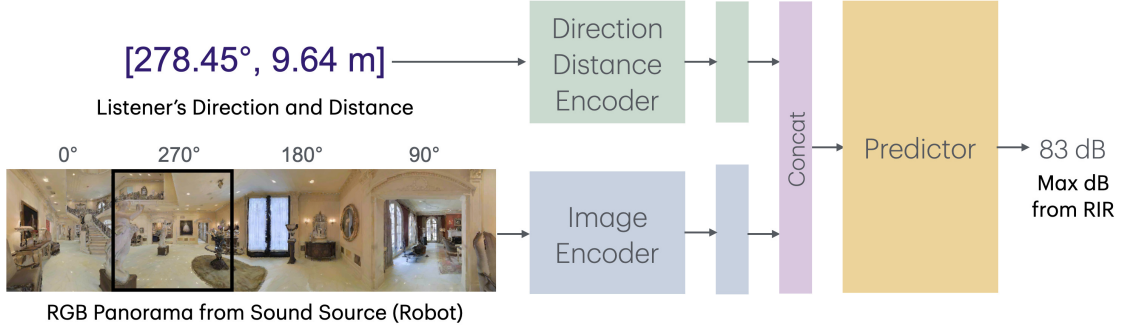 [278.45°, 9.64 m]
Listener's Direction and Distance
0° 270° 180° 90°
RGB Panorama from Sound Source (Robot)
Direction
Distance
Encoder
Image
Encoder
Concat
Predictor
83 dB
Max dB
from RIR